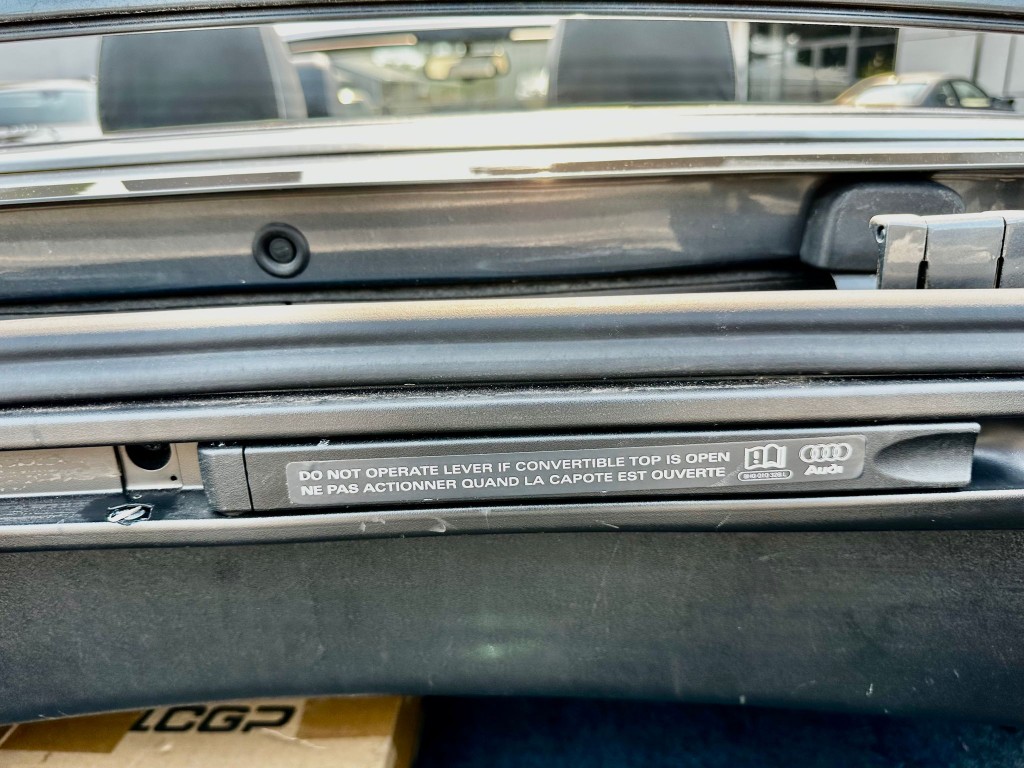 DO NOT OPERATE LEVER IF CONVERTIBLE TOP IS OPEN
NE PAS ACTIONNER QUAND LA CAPOTE EST OUVERTE
Audi
LCGP